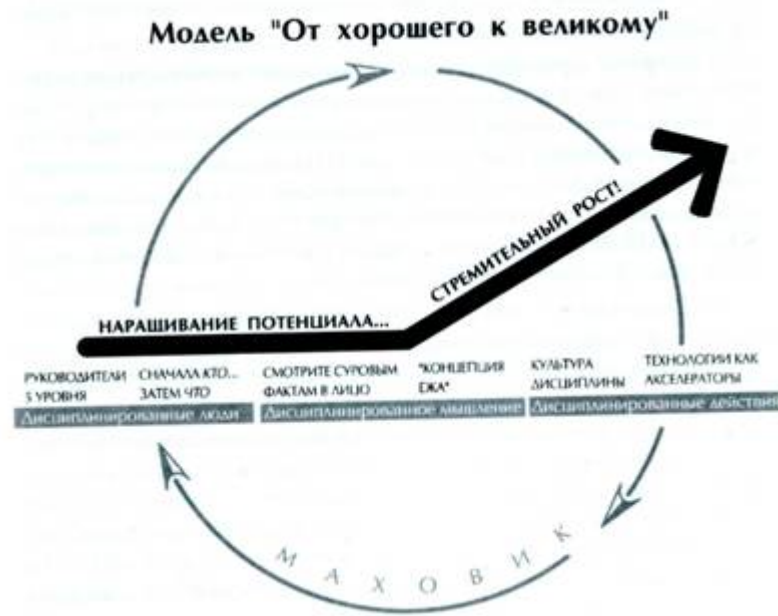 Модель "От хорошего к великому"
СТРЕМИТЕЛЬНЫЙ РОСТ!
НАРАЩИВАНИЕ ПОТЕНЦИАЛА...
РУКОВОДИТЕЛИ
5 УРОВНЯ
СНАЧАЛА КТО...
ЗАТЕМ ЧТО
СМОТРИТЕ СУРОВЫМ
ФАКТАМ В ЛИЦО
"КОНЦЕПЦИЯ
ЕЖА"
КУЛЬТУРА
ДИСЦИПЛИНЫ
ТЕХНОЛОГИИ КАК
АКСЕЛЕРАТОРЫ
Дисциплинированные люди
Дисциплинированное мышление
Дисциплинированные действия
МАХОВИК